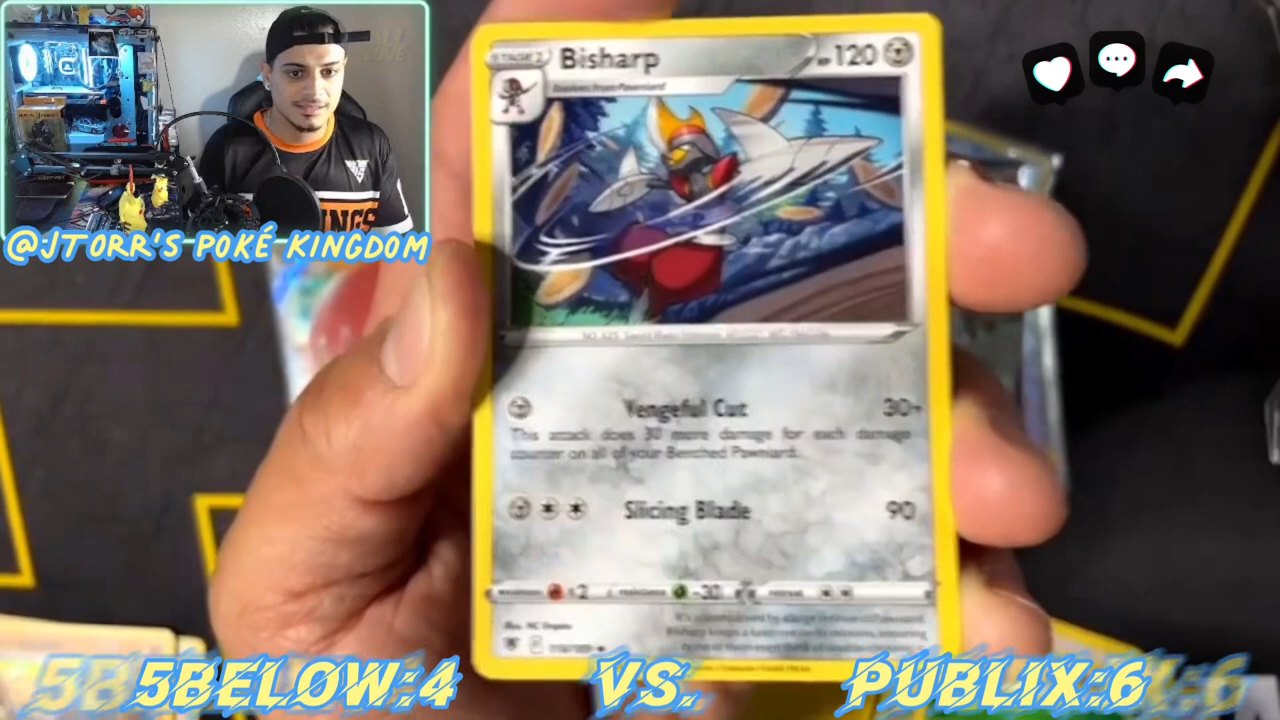 ALL LOVE
@JTORR'S POKÉ KINGDOM
Bisharp
120
Evolves from Pawniard
Vengeful Cut 30+
This attack does 30 more damage for each damage
counter on all of your Benched Pawniard.
Slicing Blade 90
weakness ×2 resistance -30 retreat
5BELOW:4 VS. PUBLIX:6